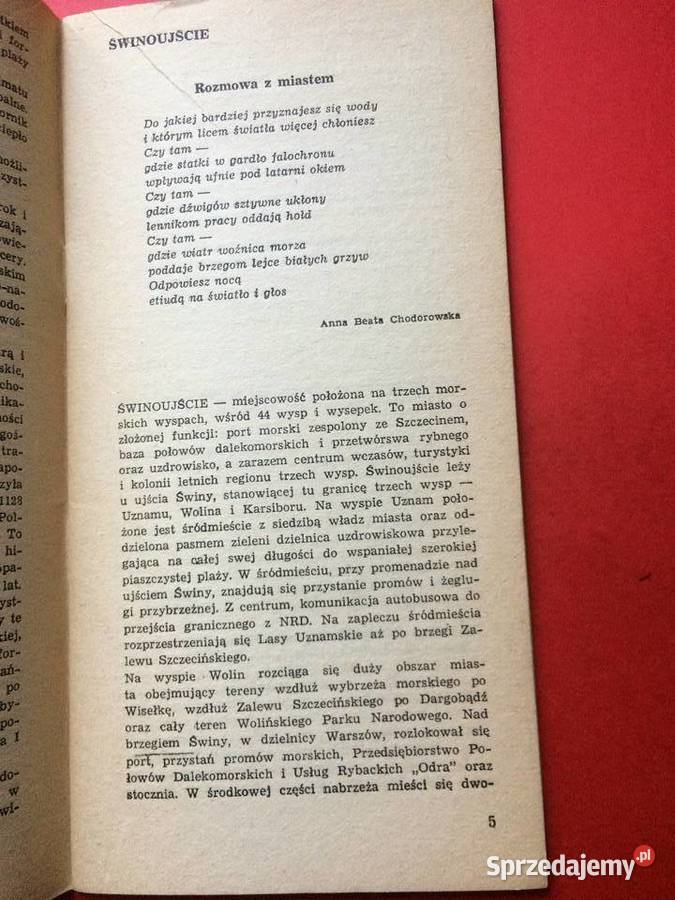 ŚWINOUJŚCIE
Rozmowa z miastem
Do jakiej bardziej przyznajesz się wody
i którym licem światła więcej chłoniesz
Czy tam —
gdzie statki w gardło falochronu
wpływają ufnie pod latarni okiem
Czy tam —
gdzie dźwigów sztywne ukłony
lennikom pracy oddają hołd
Czy tam —
gdzie wiatr woźnica morza
poddaje brzegom lejce białych grzyw
Odpowiesz nocą
etiudą na światło i głos
Anna Beata Chodorowska
ŚWINOUJŚCIE — miejscowość położona na trzech mor-
skich wyspach, wśród 44 wysp i wysepek. To miasto o
złożonej funkcji: port morski zespolony ze Szczecinem,
baza połowów dalekomorskich i przetwórswa rybnego
oraz uzdrowisko, a zarazem centrum wczasów, turystyki
i kolonii letnich regionu trzech wysp. Świnoujście leży
u ujścia Świny, stanowiącej tu granicę trzech wysp —
Uznamu, Wolina i Karsiboru. Na wyspie Uznam poło-
żone jest śródmieście z siedzibą władz miasta oraz od-
dzielona pasmem zieleni dzielnica uzdrowiskowa przyle-
gająca na całej swej długości do wspaniałej szerokiej
piaszczystej plaży. W śródmieściu, przy promenadzie nad
ujściem Świny, znajdują się przystanie promów i żeglu-
gi przybrzeżnej. Z centrum, komunikacja autobusowa do
przejścia granicznego z NRD. Na zapleczu śródmieścia
rozprzestrzeniają się Lasy Uznamskie aż po brzegi Za-
lewu Szczecińskiego.
Na wyspie Wolin rozciąga się duży obszar mias-
ta obejmujący tereny wzdłuż wybrzeża morskiego po
Wisełkę, wzdłuż Zalewu Szczecińskiego po Dargobądź
oraz cały teren Wolińskiego Parku Narodowego. Nad
brzegiem Świny, w dzielnicy Warszów, rozlokował się
port, przystań promów morskich, Przedsiębiorstwo Po-
łowów Dalekomorskich i Usług Rybackich „Odra" oraz
stocznia. W środkowej części nabrzeża mieści się dwo-
5
Sprzedajemy.pl